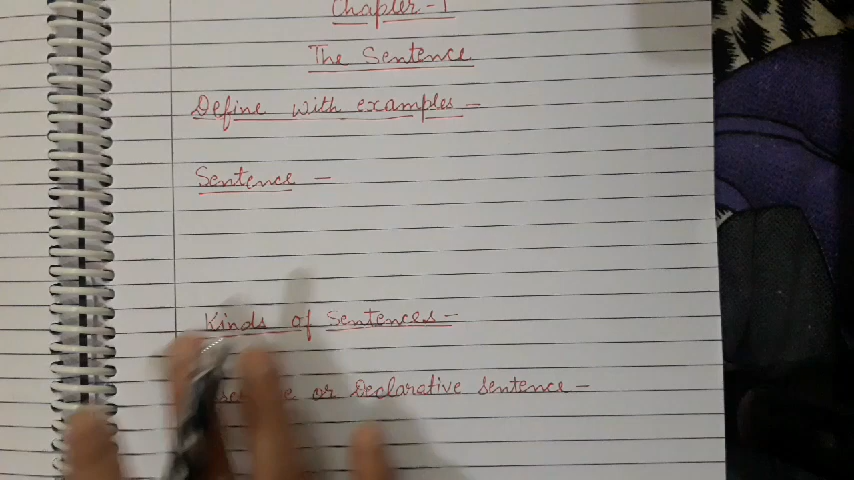 Chapter - 1
The Sentence
Define with examples -
Sentence -
Kinds of Sentences -
or Declarative Sentence -